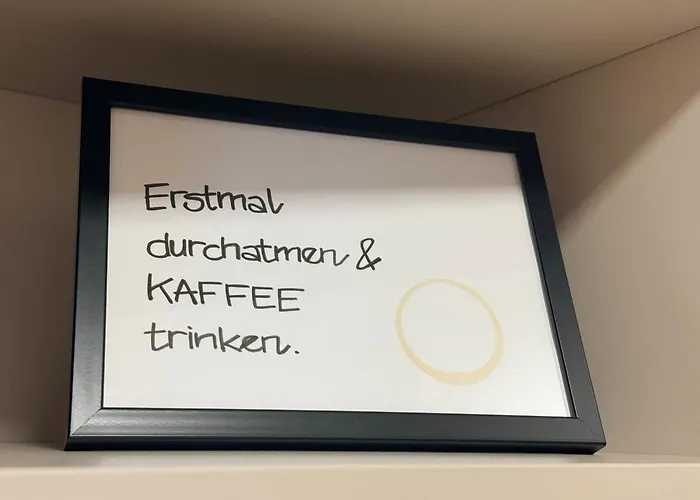 Erstmal
durchatmen &
KAFFEE
trinken.